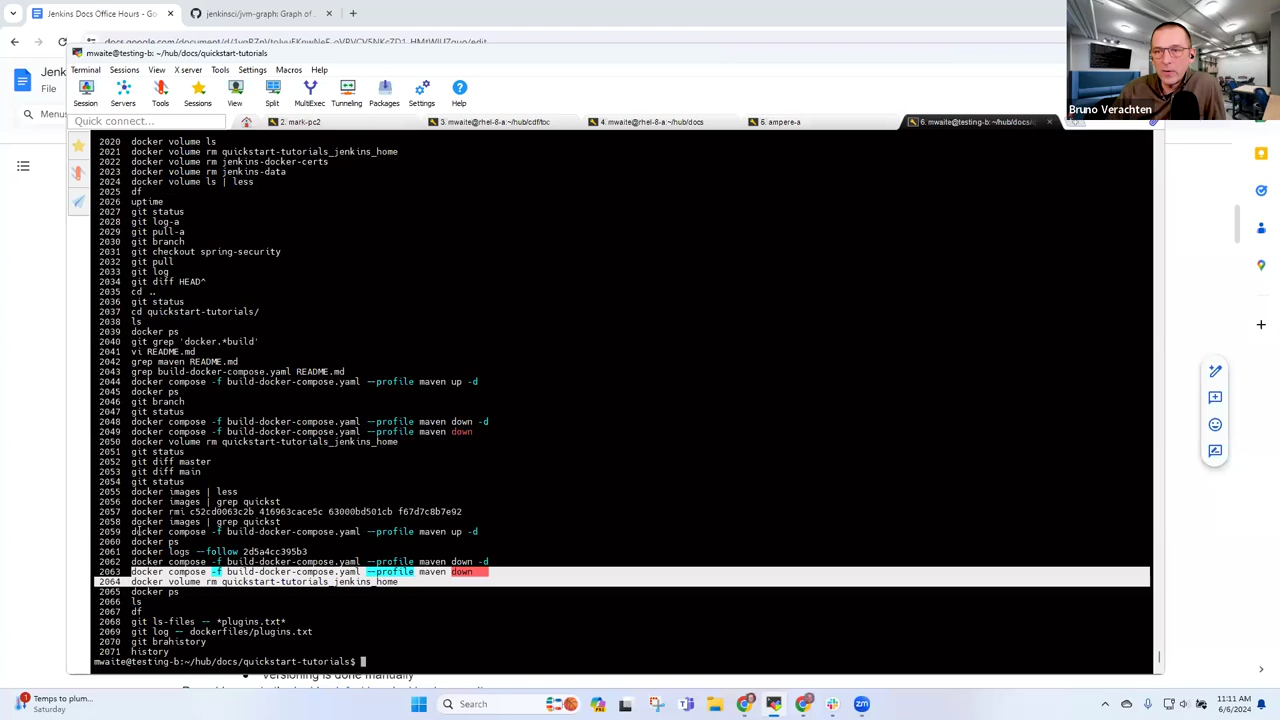 Jenkins Docs Office Hours -
jenkinsci/jvm-graph: Graph of
Bruno Verachten
mwaite@testing-b: ~/hub/docs/quickstart-tutorials
Jenki
File
Terminal Sessions View X server Tools Settings Macros Help
Session Servers Tools Sessions View Split MultiExec Tunneling Packages Settings Help
Menus
Quick connect...
2. mark-pc2
3. mwaite@rhel-8-a:~/hub/cdf/toc
4. mwaite@rhel-8-a:~/hub/docs
5. ampere-a
6. mwaite@testing-b: ~/hub/docs/
2020 docker volume ls
2021 docker volume rm quickstart-tutorials_jenkins_home
2022 docker volume rm jenkins-docker-certs
2023 docker volume rm jenkins-data
2024 docker volume ls | less
2025 df
2026 uptime
2027 git status
2028 git log-a
2029 git pull-a
2030 git branch
2031 git checkout spring-security
2032 git pull
2033 git log
2034 git diff HEAD^
2035 cd ..
2036 git status
2037 cd quickstart-tutorials/
2038 ls
2039 docker ps
2040 git grep 'docker.*build'
2041 vi README.md
2042 grep maven README.md
2043 grep build-docker-compose.yaml README.md
2044 docker compose -f build-docker-compose.yaml --profile maven up -d
2045 docker ps
2046 git branch
2047 git status
2048 docker compose -f build-docker-compose.yaml --profile maven down -d
2049 docker compose -f build-docker-compose.yaml --profile maven down
2050 docker volume rm quickstart-tutorials_jenkins_home
2051 git status
2052 git diff master
2053 git diff main
2054 git status
2055 docker images | less
2056 docker images | grep quickst
2057 docker rmi c52cd0063c2b 416963cace5c 63000bd501cb f67d7c8b7e92
2058 docker images | grep quickst
2059 docker compose -f build-docker-compose.yaml --profile maven up -d
2060 docker ps
2061 docker logs --follow 2d5a4cc395b3
2062 docker compose -f build-docker-compose.yaml --profile maven down -d
2063 docker compose -f build-docker-compose.yaml --profile maven down
2064 docker volume rm quickstart-tutorials_jenkins_home
2065 docker ps
2066 ls
2067 df
2068 git ls-files -- *plugins.txt*
2069 git log -- dockerfiles/plugins.txt
2070 git brahistory
2071 history
mwaite@testing-b:~/hub/docs/quickstart-tutorials$
Versioning is done manually
Temps to plum...
Saturday
Search
11:11 AM
6/6/2024